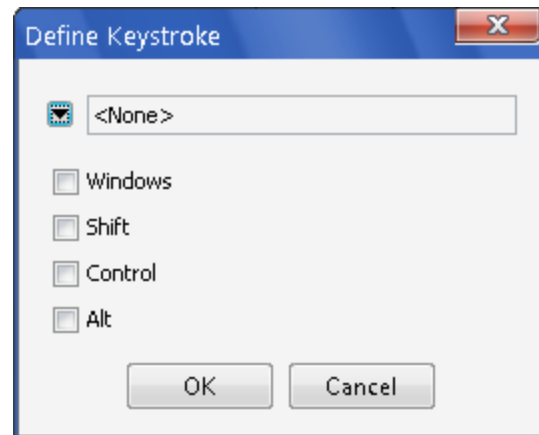 Define Keystroke
<None>
Windows
Shift
Control
Alt
OK Cancel